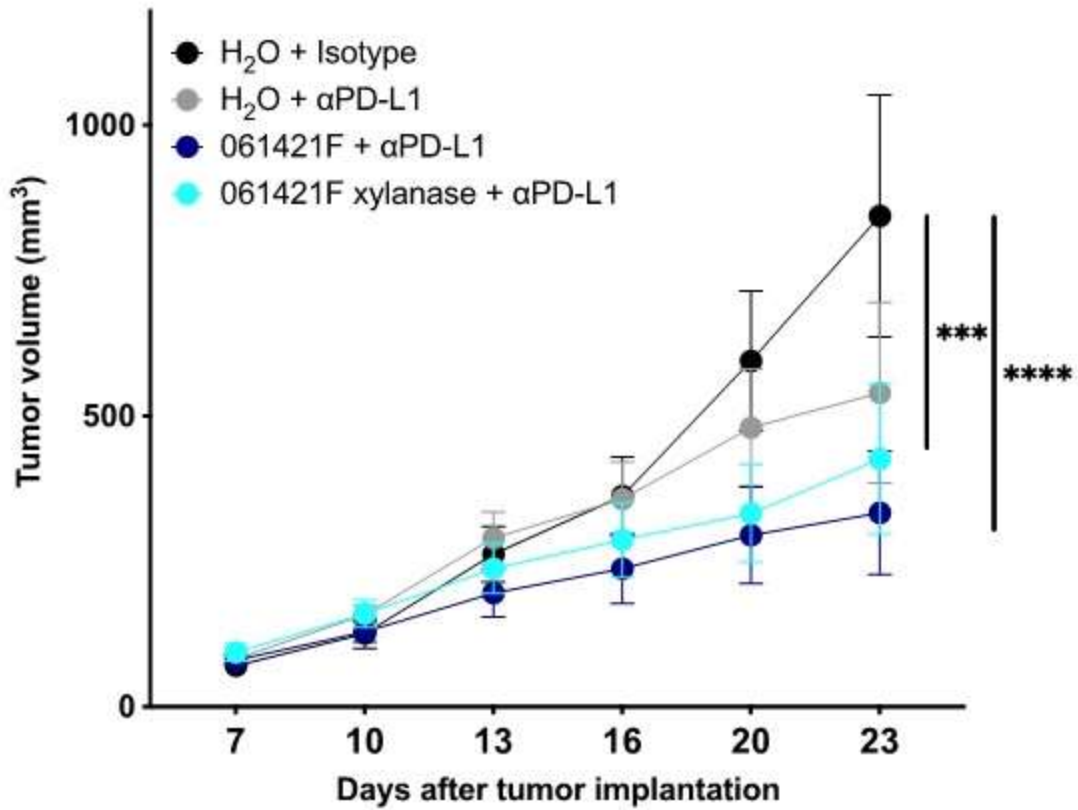 H₂O + Isotype
H₂O + αPD-L1
061421F + αPD-L1
061421F xylanase + αPD-L1
Tumor volume (mm³)
1000
500
0
***
****
7 10 13 16 20 23
Days after tumor implantation